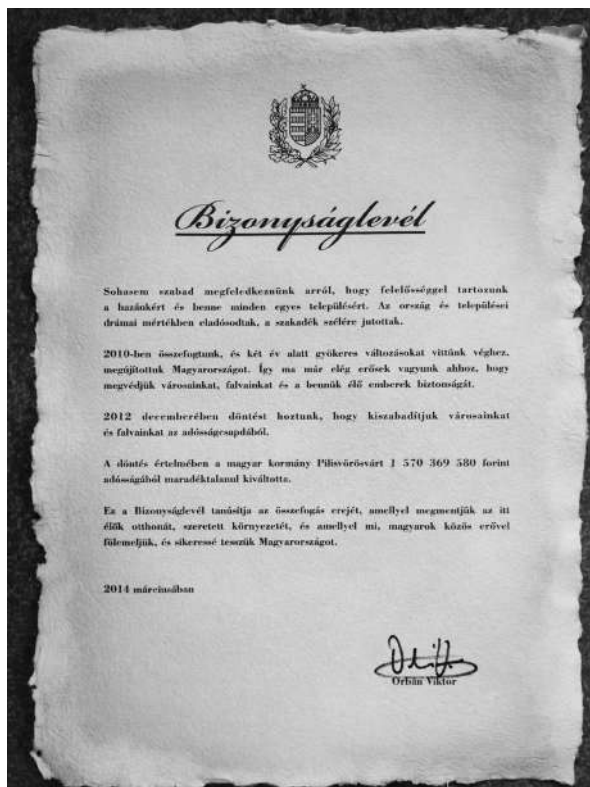 Bizonyságlevél
Sohasem szabad megfeledkeznünk arról, hogy felelősséggel tartozunk
a hazánkért és benne minden egyes településért. Az ország és települései
drámai mértékben eladósodtak, a szakadék szélére jutottak.
2010-ben összefogtunk, és két év alatt gyökeres változásokat vittünk véghez,
megújítottuk Magyarországot. Így ma már elég erősek vagyunk ahhoz, hogy
megvédjük városainkat, falvainkat és a bennük élő emberek biztonságát.
2012 decemberében döntést hoztunk, hogy kiszabadítjuk városainkat
és falvainkat az adósságcsapdából.
A döntés értelmében a magyar kormány Pilisvörösvárt 1 570 369 580 forint
adósságából maradéktalanul kiváltotta.
Ez a Bizonyságlevél tanúsítja az összefogás erejét, amellyel megmentjük az itt
élők otthonát, szeretett környezetét, és amellyel mi, magyarok közös erővel
fölemeljük, és sikeressé tesszük Magyarországot.
2014 márciusában
Orbán Viktor